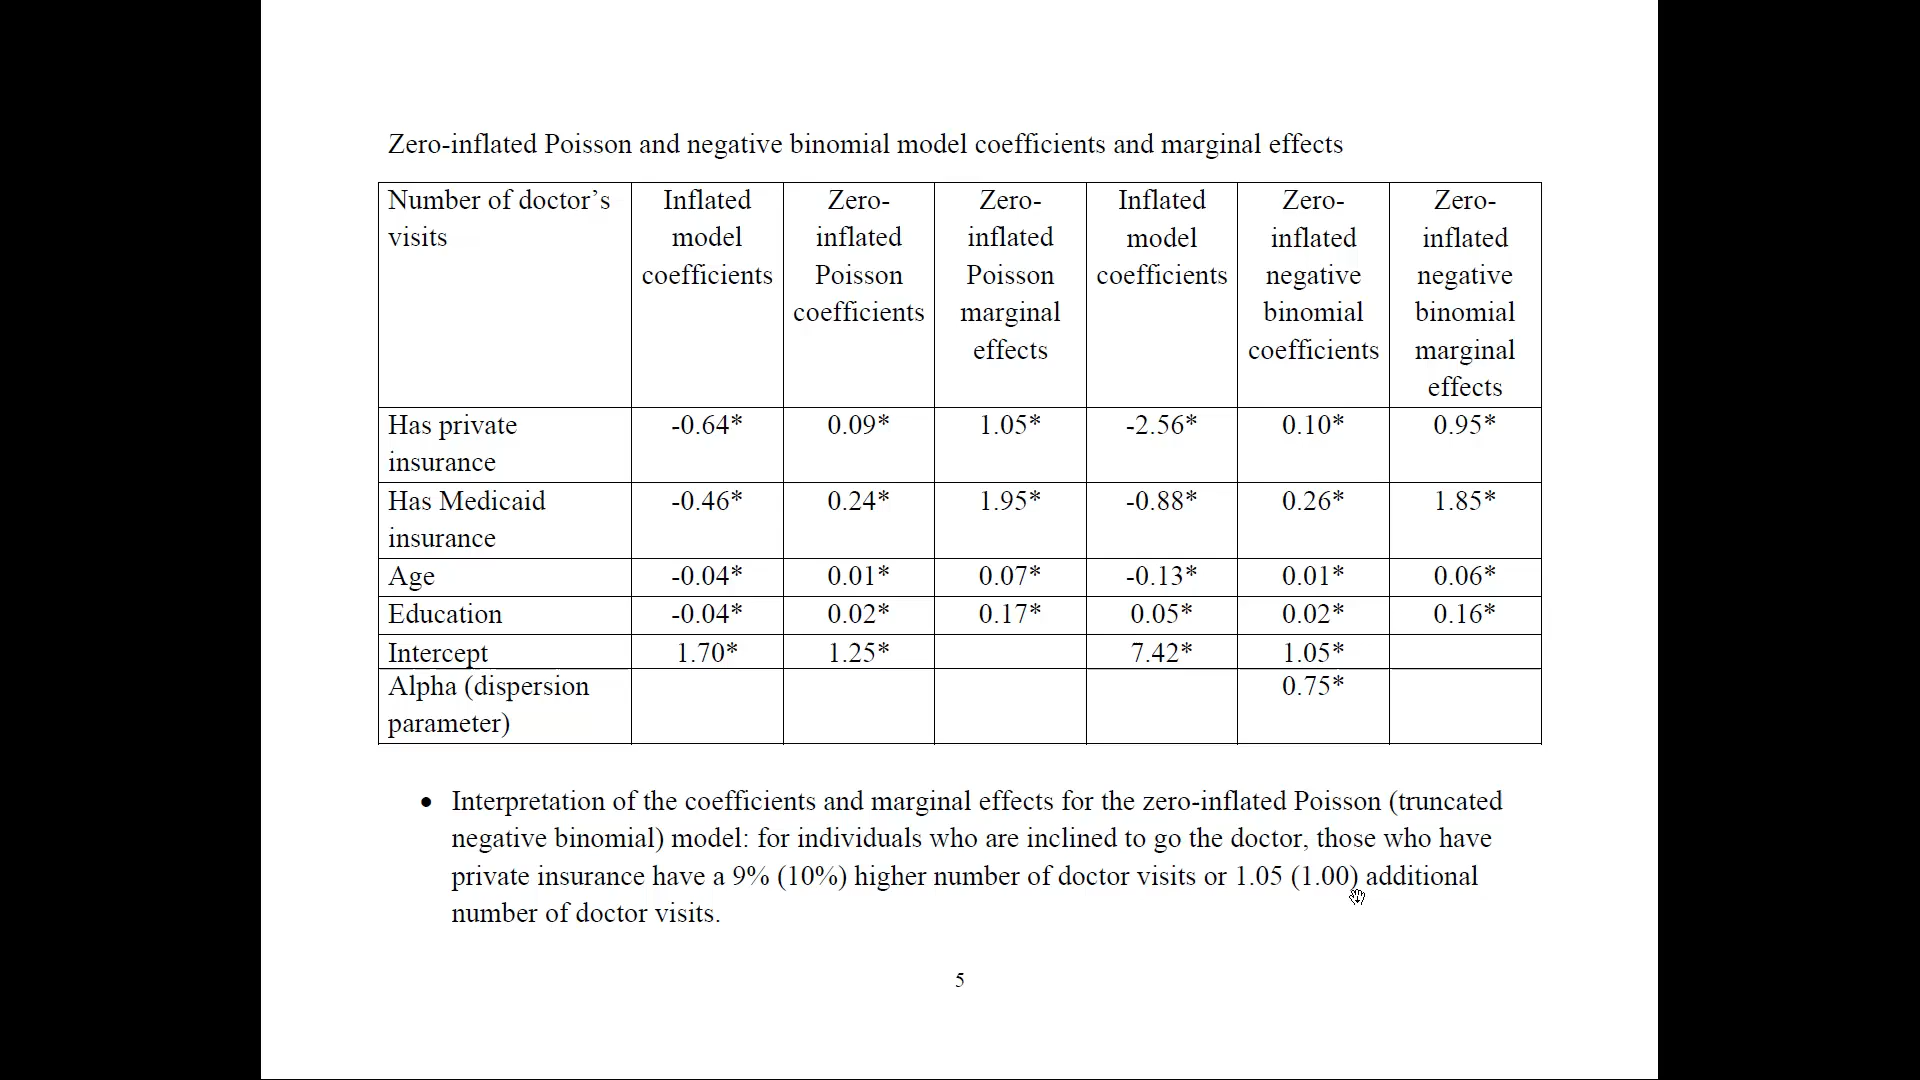 Zero-inflated Poisson and negative binomial model coefficients and marginal effects
Number of doctor's
visits
Inflated
model
coefficients
Zero-
inflated
Poisson
coefficients
Zero-
inflated
Poisson
marginal
effects
Inflated
model
coefficients
Zero-
inflated
negative
binomial
coefficients
Zero-
inflated
negative
binomial
marginal
effects
Has private
insurance
-0.64* 0.09* 1.05* -2.56* 0.10* 0.95*
Has Medicaid
insurance
-0.46* 0.24* 1.95* -0.88* 0.26* 1.85*
Age -0.04* 0.01* 0.07* -0.13* 0.01* 0.06*
Education -0.04* 0.02* 0.17* 0.05* 0.02* 0.16*
Intercept 1.70* 1.25* 7.42* 1.05*
Alpha (dispersion
parameter)
0.75*
• Interpretation of the coefficients and marginal effects for the zero-inflated Poisson (truncated
negative binomial) model: for individuals who are inclined to go the doctor, those who have
private insurance have a 9% (10%) higher number of doctor visits or 1.05 (1.00) additional
number of doctor visits.
5